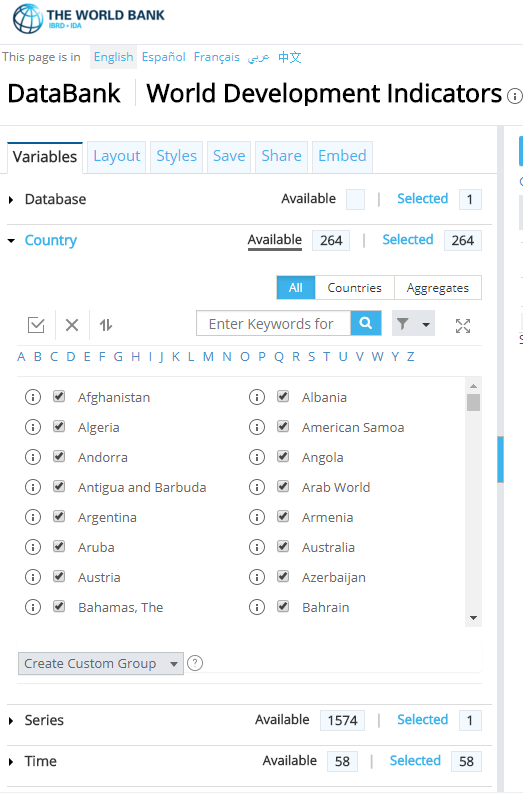 THE WORLD BANK
IBRD • IDA
This page is in English Español Français عربي 中文
DataBank World Development Indicators
Variables Layout Styles Save Share Embed
Database Available Selected 1
Country Available 264 Selected 264
All Countries Aggregates
Enter Keywords for
A B C D E F G H I J K L M N O P Q R S T U V W Y Z
Afghanistan Albania
Algeria American Samoa
Andorra Angola
Antigua and Barbuda Arab World
Argentina Armenia
Aruba Australia
Austria Azerbaijan
Bahamas, The Bahrain
Create Custom Group ?
Series Available 1574 Selected 1
Time Available 58 Selected 58